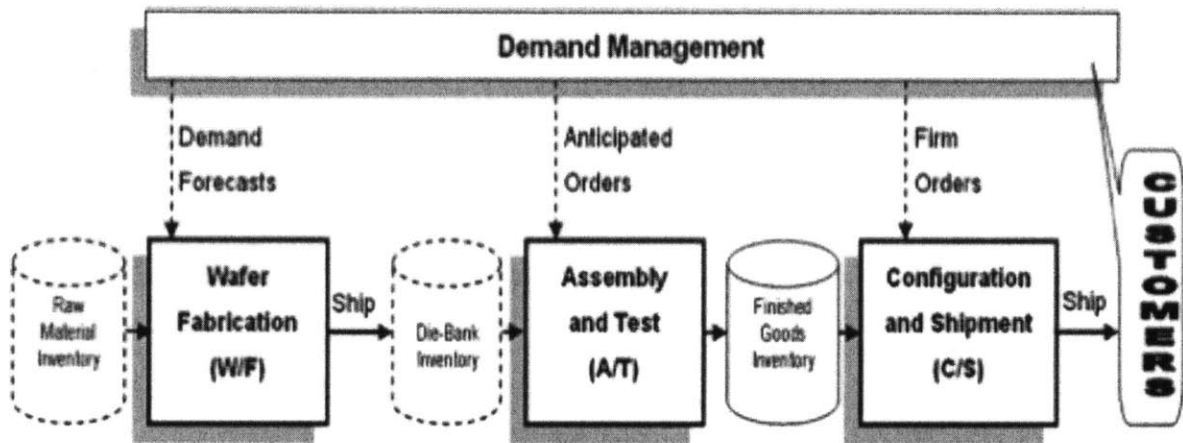 Demand Management
Demand
Forecasts
Anticipated
Orders
Firm
Orders
Raw
Material
Inventory
Wafer
Fabrication
(W/F)
Ship
Die-Bank
Inventory
Assembly
and Test
(A/T)
Finished
Goods
Inventory
Configuration
and Shipment
(C/S)
Ship
CUSTOMERS